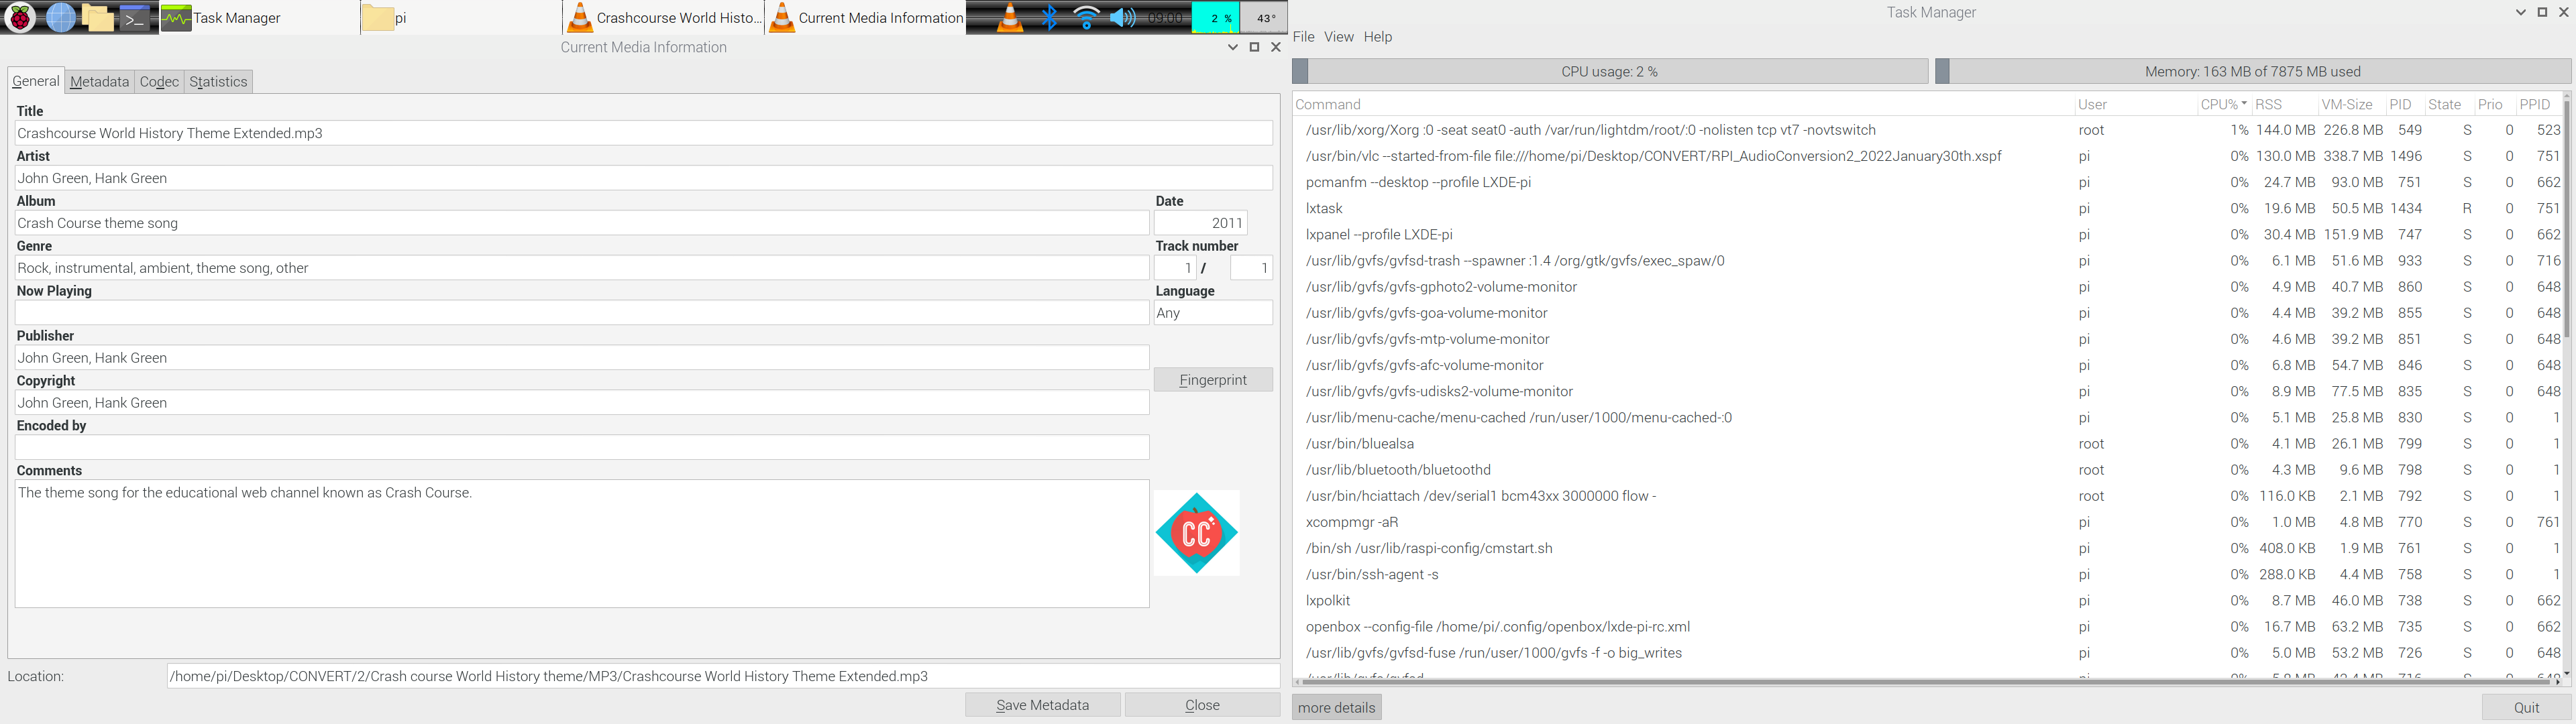 Task Manager
pi
Crashcourse World Histo...
Current Media Information
09:00
2 %
43°
Current Media Information
General Metadata Codec Statistics
Title
Crashcourse World History Theme Extended.mp3
Artist
John Green, Hank Green
Album
Date
Crash Course theme song
2011
Genre
Track number
Rock, instrumental, ambient, theme song, other
1 / 1
Now Playing
Language
Any
Publisher
John Green, Hank Green
Fingerprint
Copyright
John Green, Hank Green
Encoded by
Comments
The theme song for the educational web channel known as Crash Course.
CC
Location: /home/pi/Desktop/CONVERT/2/Crash course World History theme/MP3/Crashcourse World History Theme Extended.mp3
Save Metadata Close
Task Manager
File View Help
CPU usage: 2 % Memory: 163 MB of 7875 MB used
Command User CPU% RSS VM-Size PID State Prio PPID
/usr/lib/xorg/Xorg :0 -seat seat0 -auth /var/run/lightdm/root/:0 -nolisten tcp vt7 -novtswitch root 1% 144.0 MB 226.8 MB 549 S 0 523
/usr/bin/vlc --started-from-file file:///home/pi/Desktop/CONVERT/RPI_AudioConversion2_2022January30th.xspf pi 0% 130.0 MB 338.7 MB 1496 S 0 751
pcmanfm --desktop --profile LXDE-pi pi 0% 24.7 MB 93.0 MB 751 S 0 662
lxtask pi 0% 19.6 MB 50.5 MB 1434 R 0 751
lxpanel --profile LXDE-pi pi 0% 30.4 MB 151.9 MB 747 S 0 662
/usr/lib/gvfs/gvfsd-trash --spawner :1.4 /org/gtk/gvfs/exec_spaw/0 pi 0% 6.1 MB 51.6 MB 933 S 0 716
/usr/lib/gvfs/gvfs-gphoto2-volume-monitor pi 0% 4.9 MB 40.7 MB 860 S 0 648
/usr/lib/gvfs/gvfs-goa-volume-monitor pi 0% 4.4 MB 39.2 MB 855 S 0 648
/usr/lib/gvfs/gvfs-mtp-volume-monitor pi 0% 4.6 MB 39.2 MB 851 S 0 648
/usr/lib/gvfs/gvfs-afc-volume-monitor pi 0% 6.8 MB 54.7 MB 846 S 0 648
/usr/lib/gvfs/gvfs-udisks2-volume-monitor pi 0% 8.9 MB 77.5 MB 835 S 0 648
/usr/lib/menu-cache/menu-cached /run/user/1000/menu-cached-:0 pi 0% 5.1 MB 25.8 MB 830 S 0 1
/usr/bin/bluealsa root 0% 4.1 MB 26.1 MB 799 S 0 1
/usr/lib/bluetooth/bluetoothd root 0% 4.3 MB 9.6 MB 798 S 0 1
/usr/bin/hciattach /dev/serial1 bcm43xx 3000000 flow - root 0% 116.0 KB 2.1 MB 792 S 0 1
xcompmgr -aR pi 0% 1.0 MB 4.8 MB 770 S 0 761
/bin/sh /usr/lib/raspi-config/cmstart.sh pi 0% 408.0 KB 1.9 MB 761 S 0 1
/usr/bin/ssh-agent -s pi 0% 288.0 KB 4.4 MB 758 S 0 1
lxpolkit pi 0% 8.7 MB 46.0 MB 738 S 0 662
openbox --config-file /home/pi/.config/openbox/lxde-pi-rc.xml pi 0% 16.7 MB 63.2 MB 735 S 0 662
/usr/lib/gvfs/gvfsd-fuse /run/user/1000/gvfs -f -o big_writes pi 0% 5.0 MB 53.2 MB 726 S 0 648
/usr/lib/gvfs/gvfsd
more details Quit